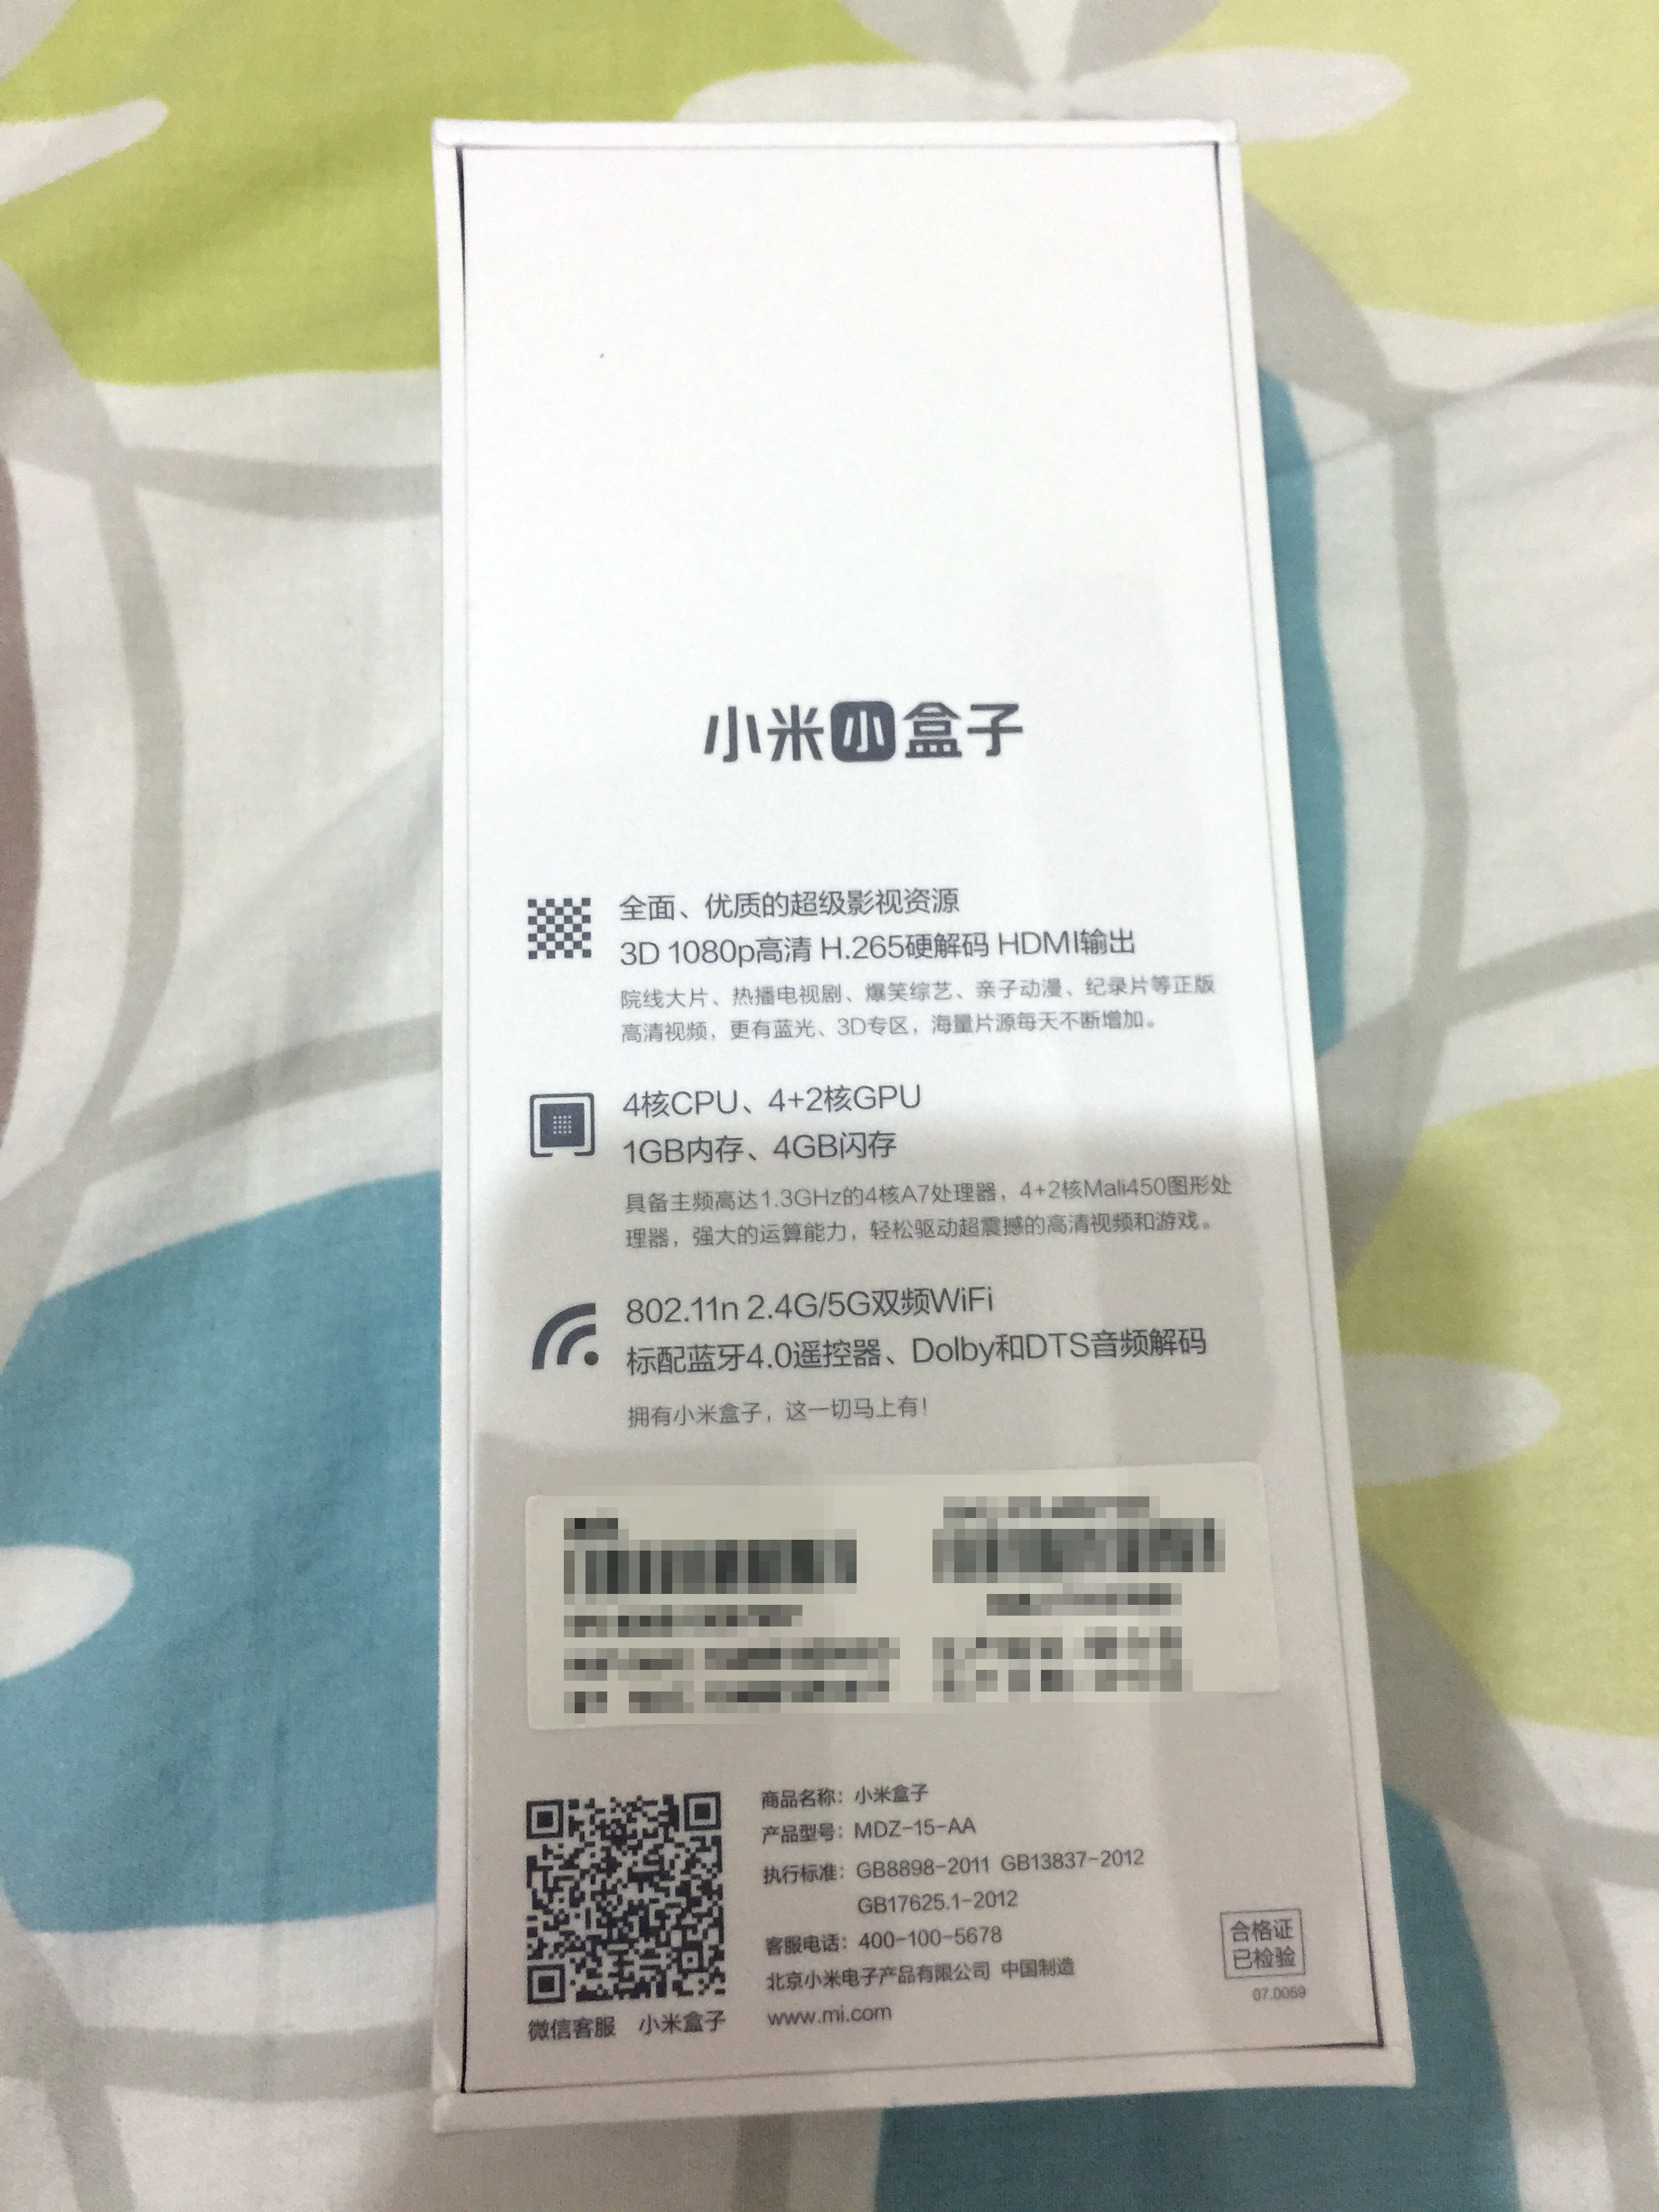 小米小盒子
全面、优质的超级影视资源
3D 1080p高清 H.265硬解码 HDMI输出
院线大片、热播电视剧、爆笑综艺、亲子动漫、纪录片等正版
高清视频，更有蓝光、3D专区，海量片源每天不断增加。
4核CPU、4+2核GPU
1GB内存、4GB闪存
具备主频高达1.3GHz的4核A7处理器，4+2核Mali450图形处
理器，强大的运算能力，轻松驱动超震撼的高清视频和游戏。
802.11n 2.4G/5G双频WiFi
标配蓝牙4.0遥控器、Dolby和DTS音频解码
拥有小米盒子，这一切马上有！
微信客服 小米盒子
商品名称：小米盒子
产品型号：MDZ-15-AA
执行标准：GB8898-2011 GB13837-2012
GB17625.1-2012
客服电话：400-100-5678
北京小米电子产品有限公司 中国制造
www.mi.com
合格证
已检验
07.0059